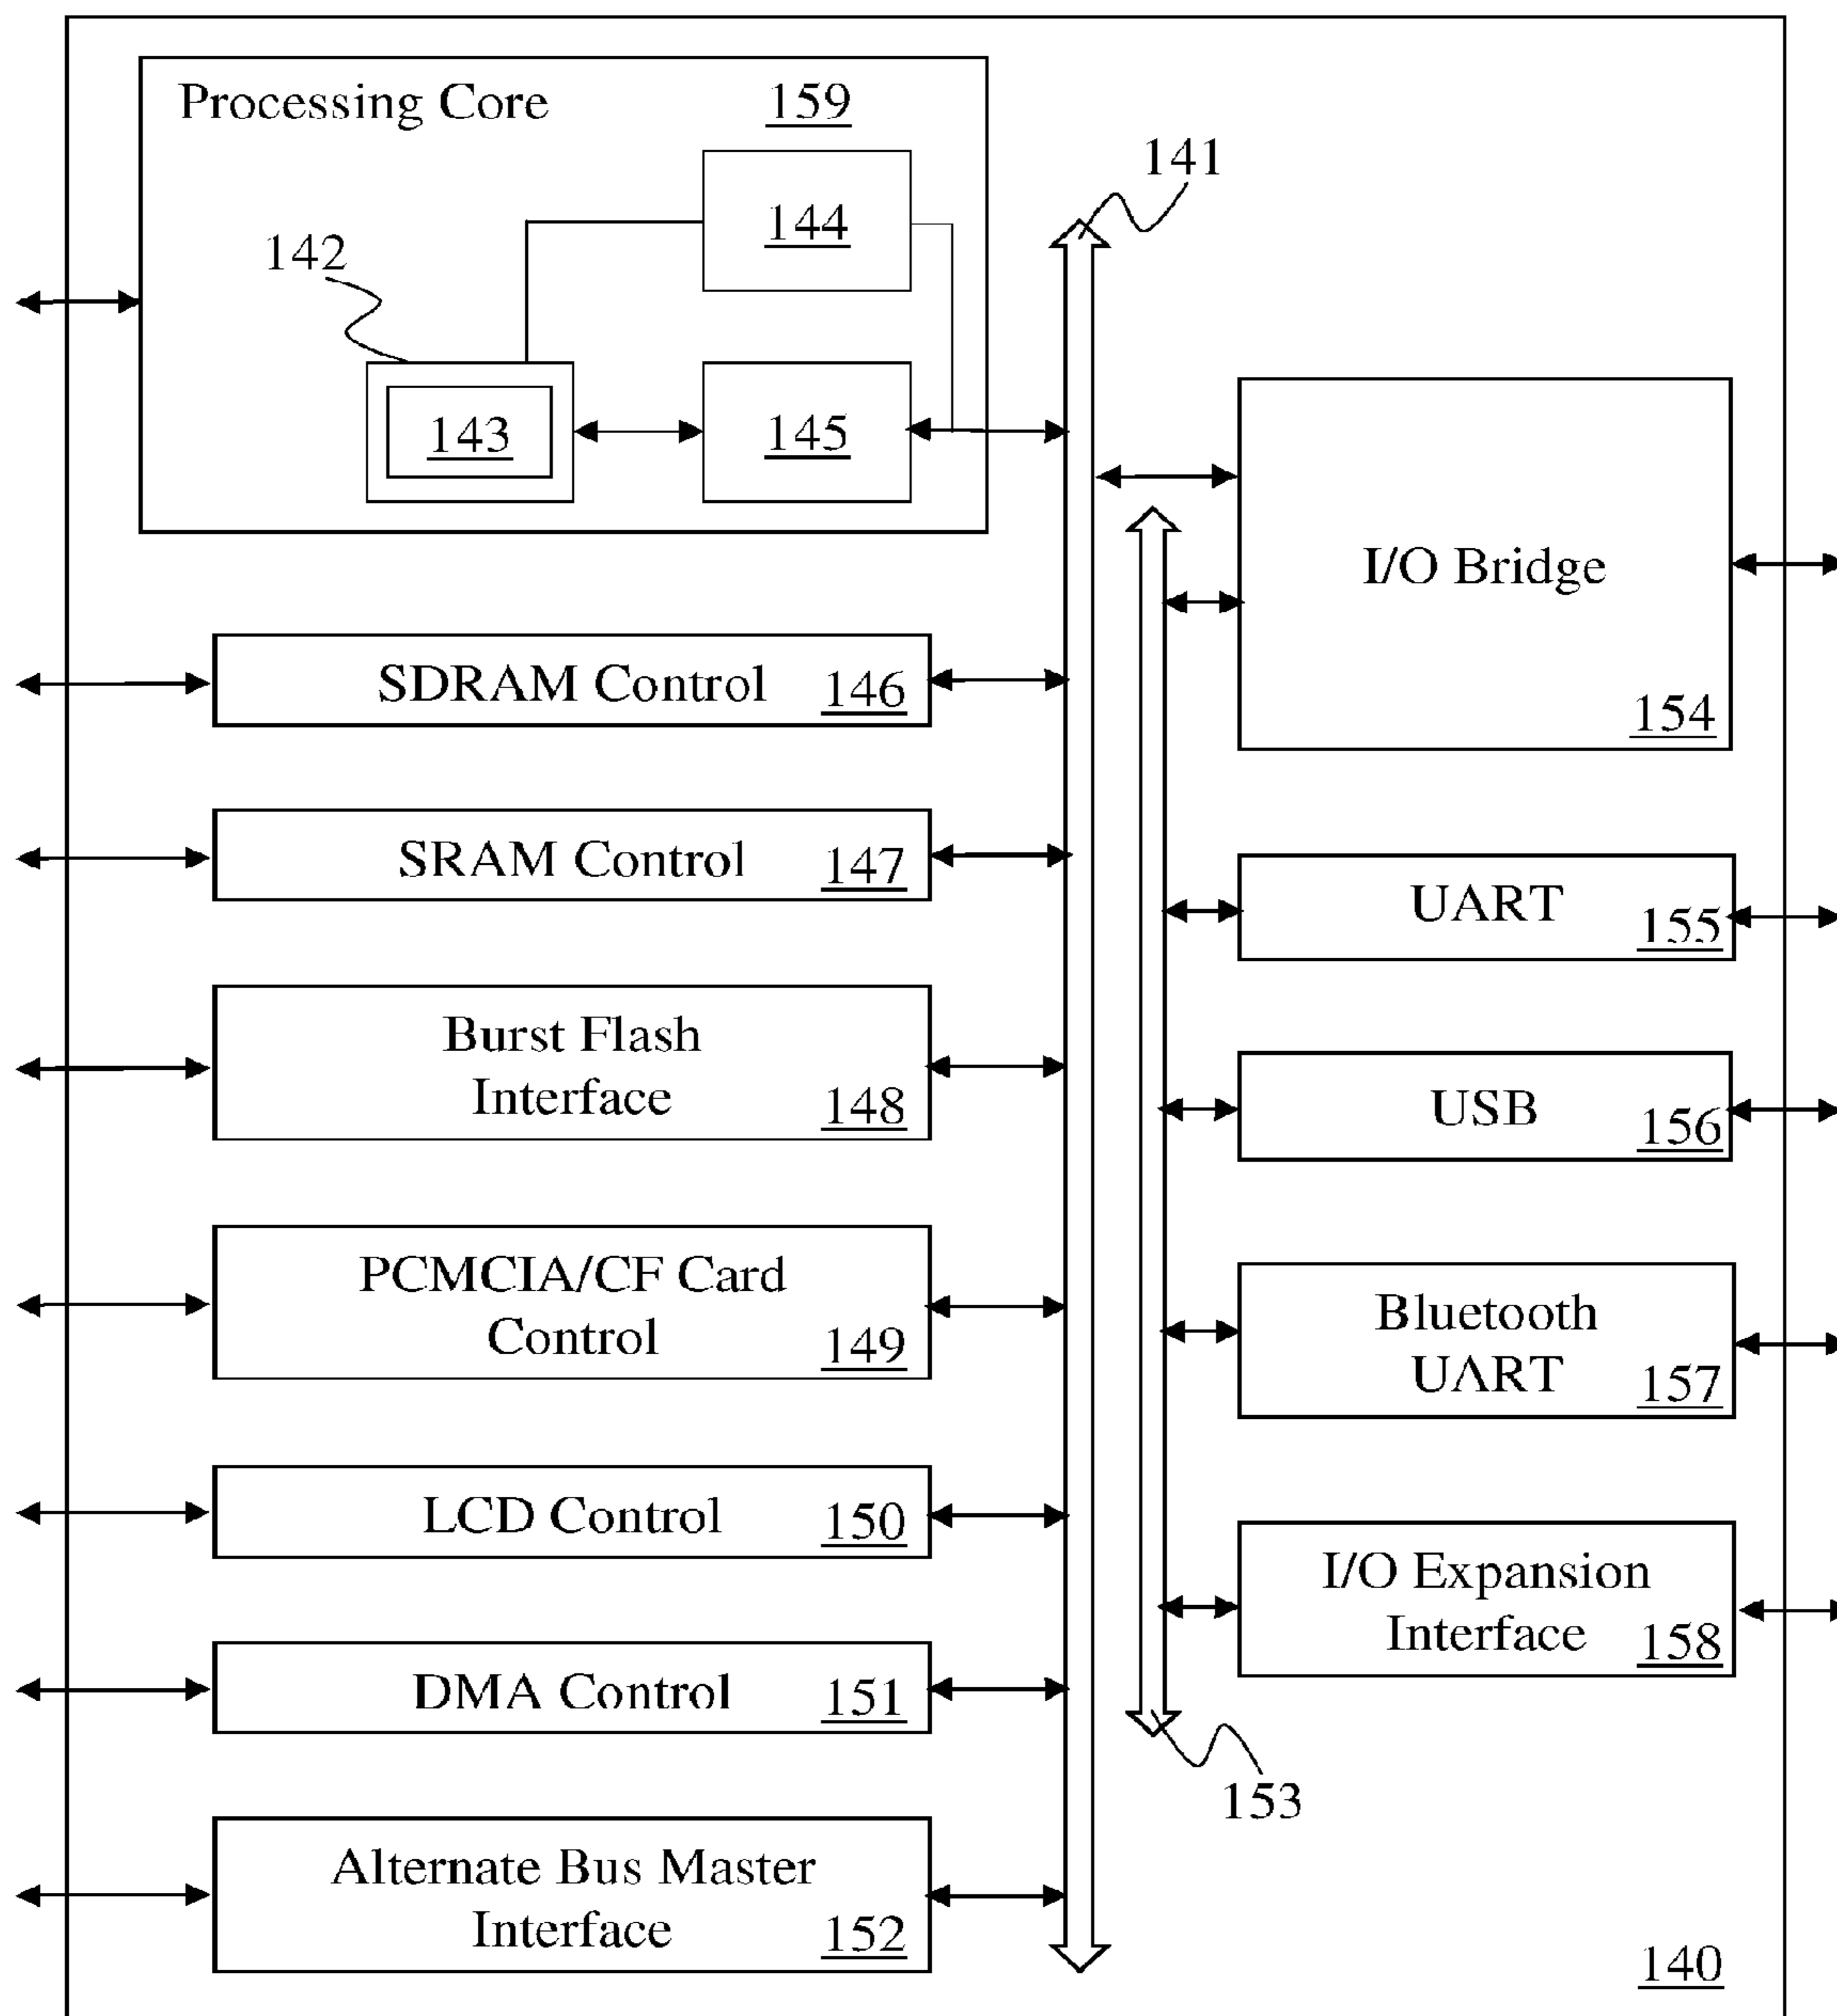 Processing Core 159
141
144
142
143
145
I/O Bridge
154
SDRAM Control 146
SRAM Control 147
Burst Flash
Interface 148
PCMCIA/CF Card
Control 149
LCD Control 150
DMA Control 151
Alternate Bus Master
Interface 152
UART 155
USB 156
Bluetooth
UART 157
I/O Expansion
Interface 158
153
140